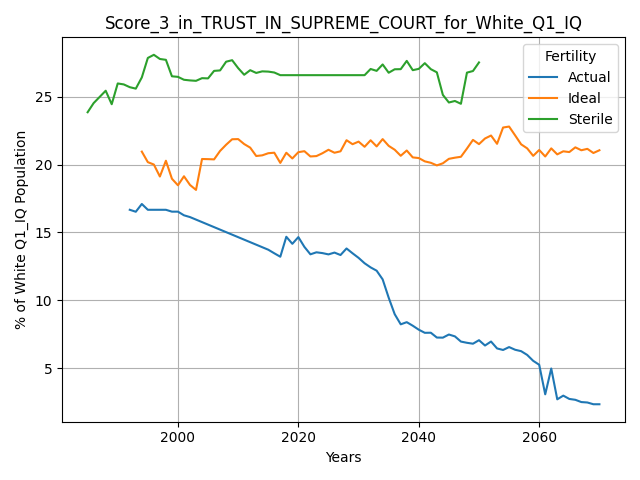 Score_3_in_TRUST_IN_SUPREME_COURT_for_White_Q1_IQ
Fertility
Actual
Ideal
Sterile
% of White Q1_IQ Population
25
20
15
10
5
2000 2020 2040 2060
Years